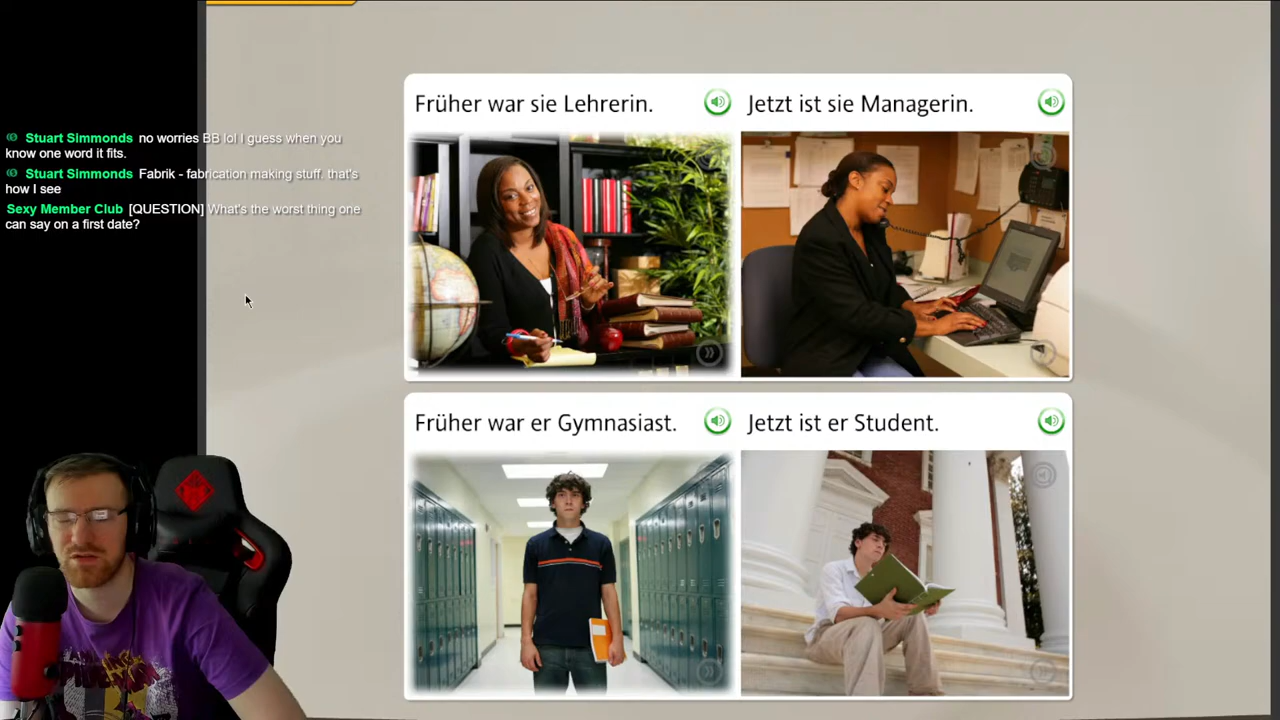 Früher war sie Lehrerin.
Jetzt ist sie Managerin.
Stuart Simmonds no worries BB lol I guess when you
know one word it fits.
Stuart Simmonds Fabrik - fabrication making stuff. that's
how I see
Sexy Member Club [QUESTION] What's the worst thing one
can say on a first date?
Früher war er Gymnasiast.
Jetzt ist er Student.